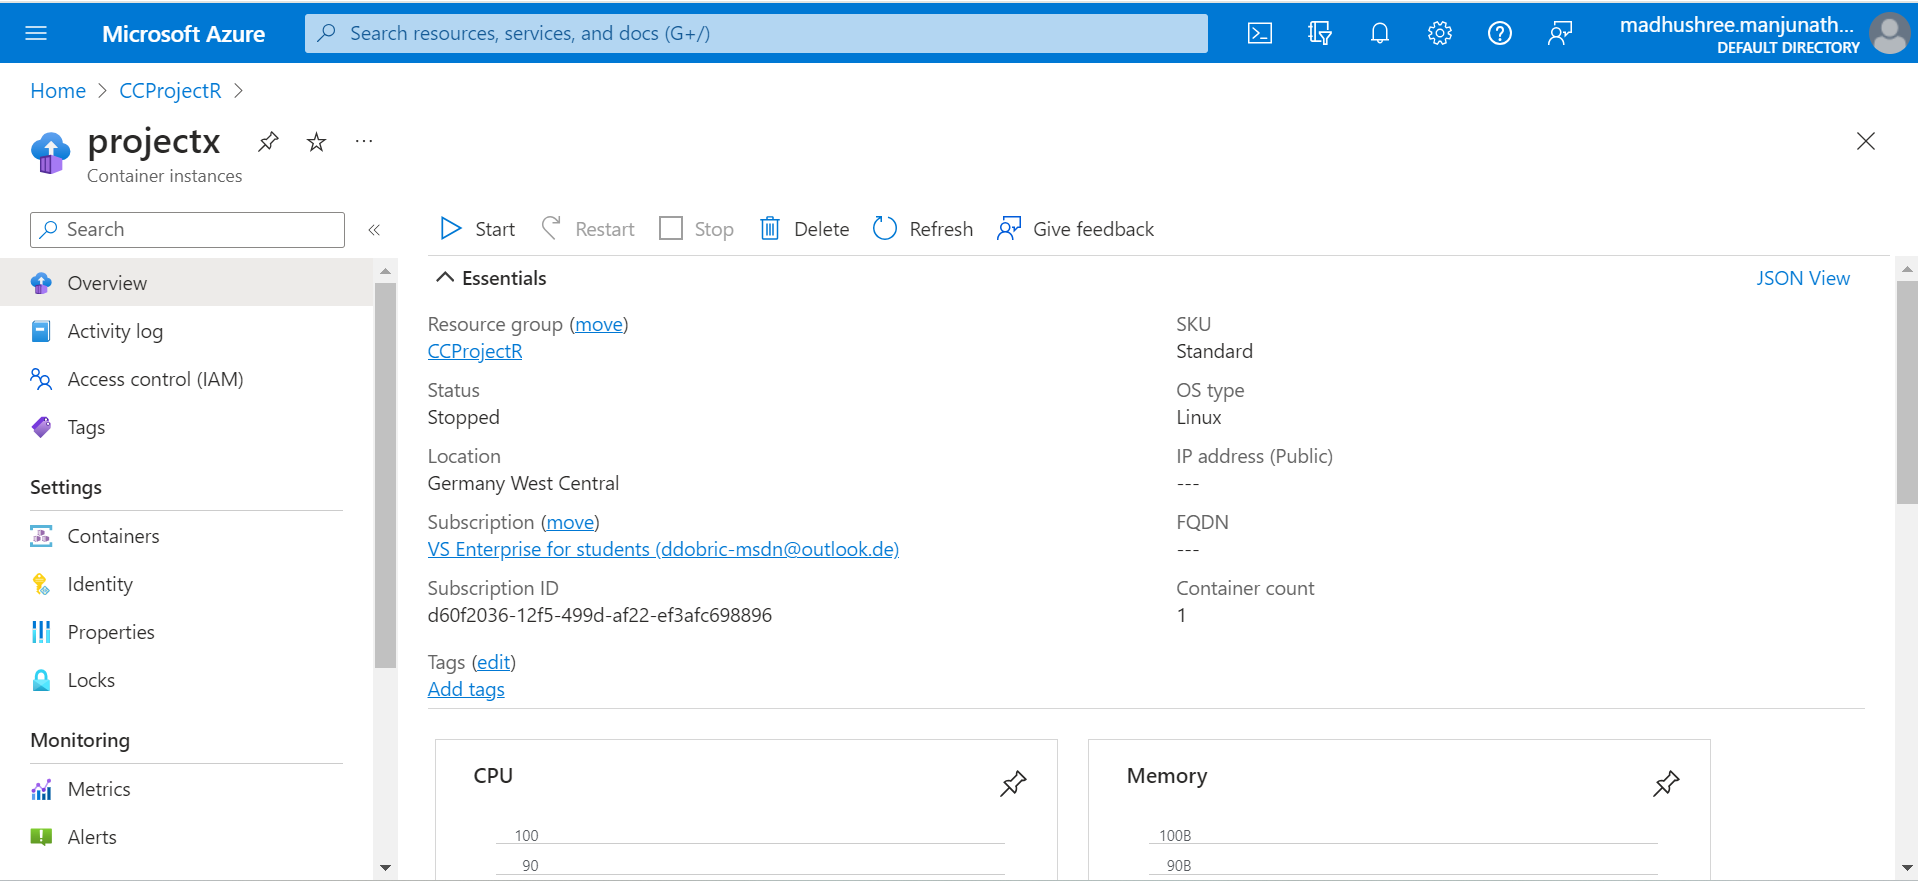 Microsoft Azure
Search resources, services, and docs (G+/)
madhushree.manjunath...
DEFAULT DIRECTORY
Home > CCProjectR >
projectx
...
Container instances
Search
«
Start
Restart
Stop
Delete
Refresh
Give feedback
Overview
Activity log
Access control (IAM)
Tags
Settings
Containers
Identity
Properties
Locks
Monitoring
Metrics
Alerts
Essentials
JSON View
Resource group (move)
CCProjectR
Status
Stopped
Location
Germany West Central
Subscription (move)
VS Enterprise for students (ddobric-msdn@outlook.de)
Subscription ID
d60f2036-12f5-499d-af22-ef3afc698896
SKU
Standard
OS type
Linux
IP address (Public)
---
FQDN
---
Container count
1
Tags (edit)
Add tags
CPU
100
90
Memory
100B
90B